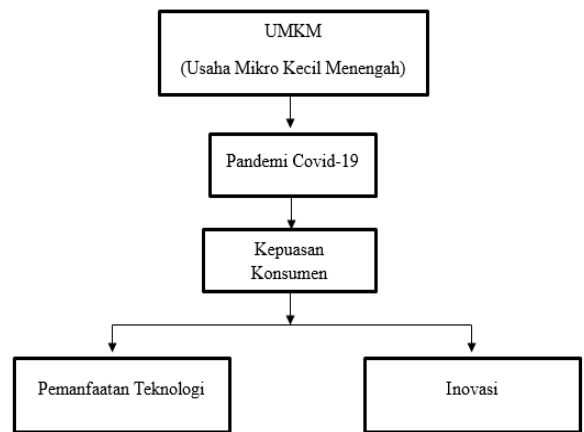 UMKM
(Usaha Mikro Kecil Menengah)
Pandemi Covid-19
Kepuasan
Konsumen
Pemanfaatan Teknologi
Inovasi